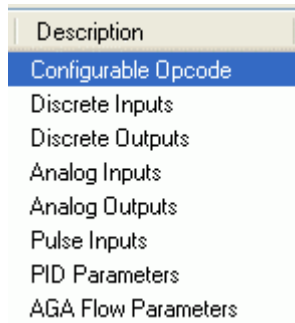 Description
Configurable Opcode
Discrete Inputs
Discrete Outputs
Analog Inputs
Analog Outputs
Pulse Inputs
PID Parameters
AGA Flow Parameters